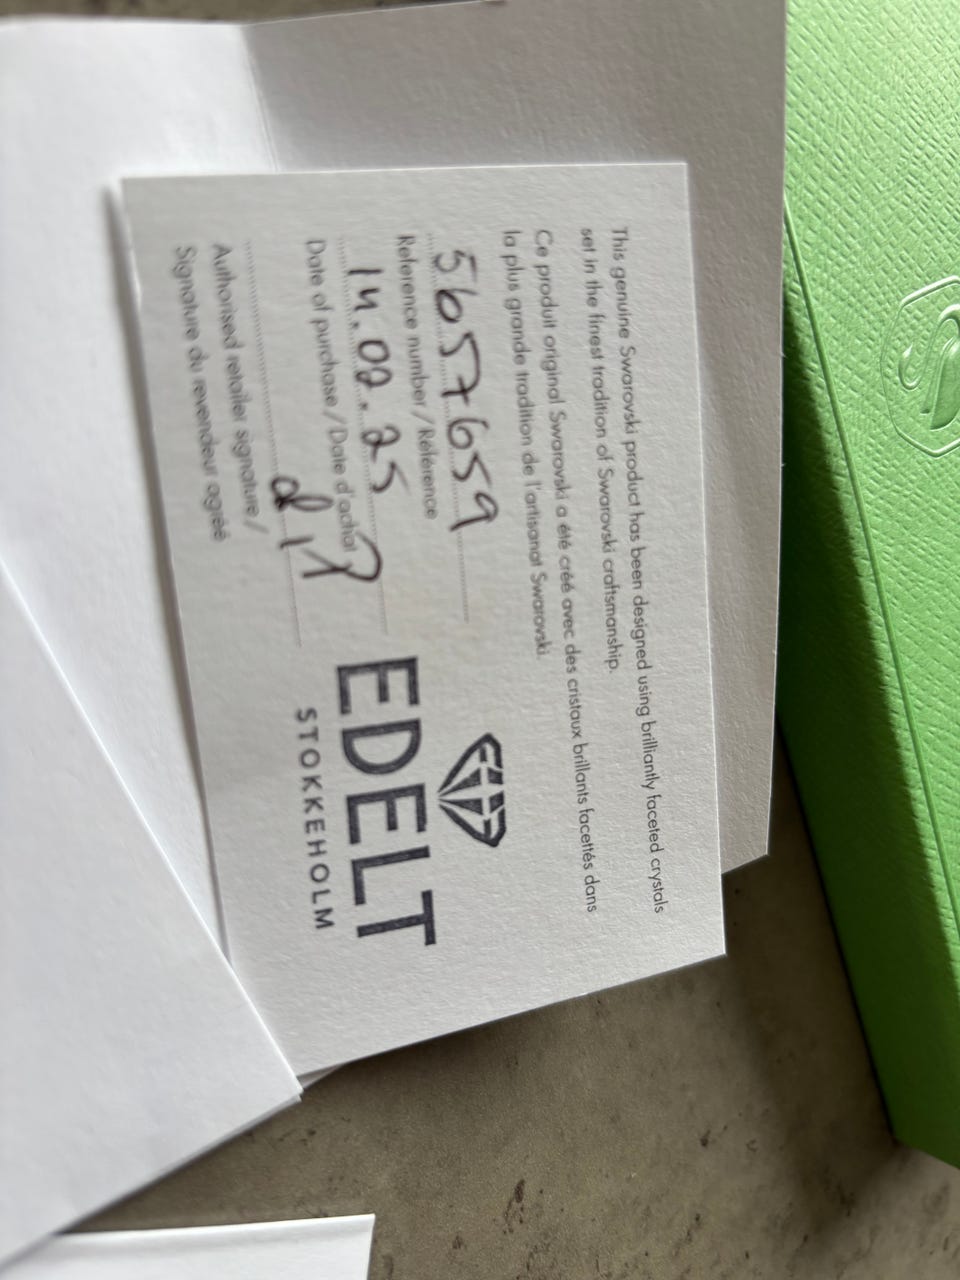 This genuine Swarovski product has been designed using brilliantly faceted crystals
set in the finest tradition of Swarovski craftsmanship.
Ce produit original Swarovski a été créé avec des cristaux brillants facettés dans
la plus grande tradition de l'artisanat Swarovski.
5657659
Reference number / Référence
14.02.25
Date of purchase / Date d'achat
Authorised retailer signature /
Signature du revendeur agréé
EDELT
STOKKEHOLM